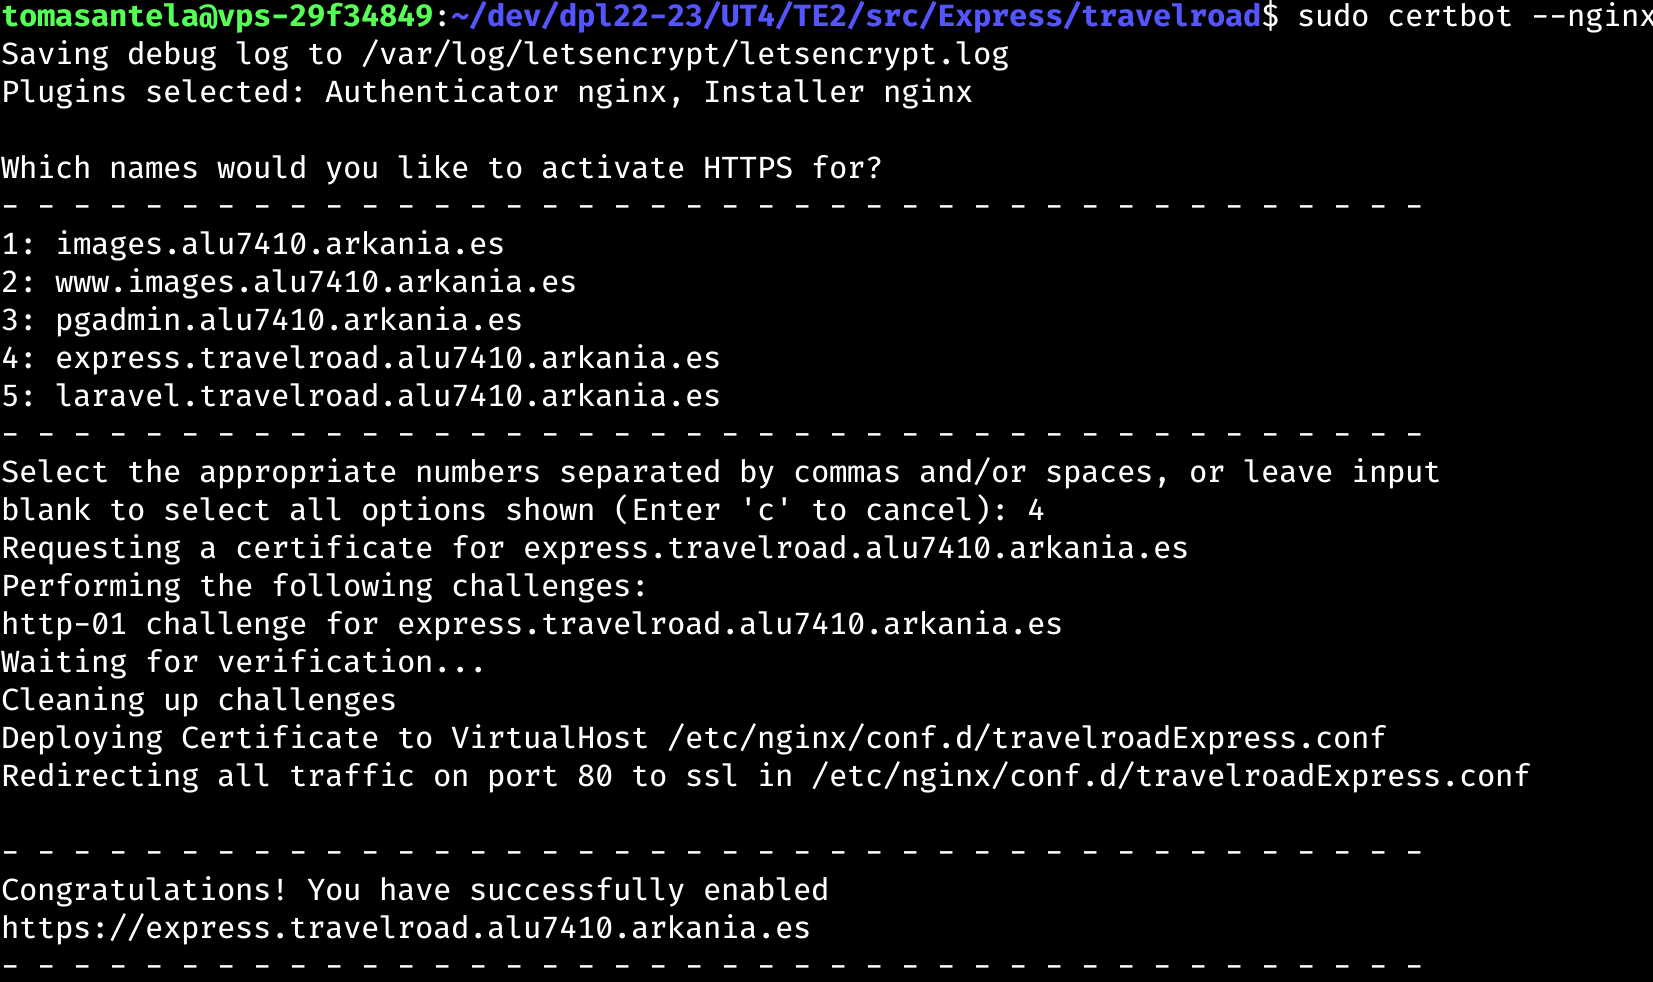 tomasantela@vps-29f34849:~/dev/dpl22-23/UT4/TE2/src/Express/travelroad$ sudo certbot --nginx
Saving debug log to /var/log/letsencrypt/letsencrypt.log
Plugins selected: Authenticator nginx, Installer nginx

Which names would you like to activate HTTPS for?
- - - - - - - - - - - - - - - - - - - - - - - - - - - - - - - - - - - - - - - -
1: images.alu7410.arkania.es
2: www.images.alu7410.arkania.es
3: pgadmin.alu7410.arkania.es
4: express.travelroad.alu7410.arkania.es
5: laravel.travelroad.alu7410.arkania.es
- - - - - - - - - - - - - - - - - - - - - - - - - - - - - - - - - - - - - - - -
Select the appropriate numbers separated by commas and/or spaces, or leave input
blank to select all options shown (Enter 'c' to cancel): 4
Requesting a certificate for express.travelroad.alu7410.arkania.es
Performing the following challenges:
http-01 challenge for express.travelroad.alu7410.arkania.es
Waiting for verification...
Cleaning up challenges
Deploying Certificate to VirtualHost /etc/nginx/conf.d/travelroadExpress.conf
Redirecting all traffic on port 80 to ssl in /etc/nginx/conf.d/travelroadExpress.conf

- - - - - - - - - - - - - - - - - - - - - - - - - - - - - - - - - - - - - - - -
Congratulations! You have successfully enabled
https://express.travelroad.alu7410.arkania.es
- - - - - - - - - - - - - - - - - - - - - - - - - - - - - - - - - - - - - - - -